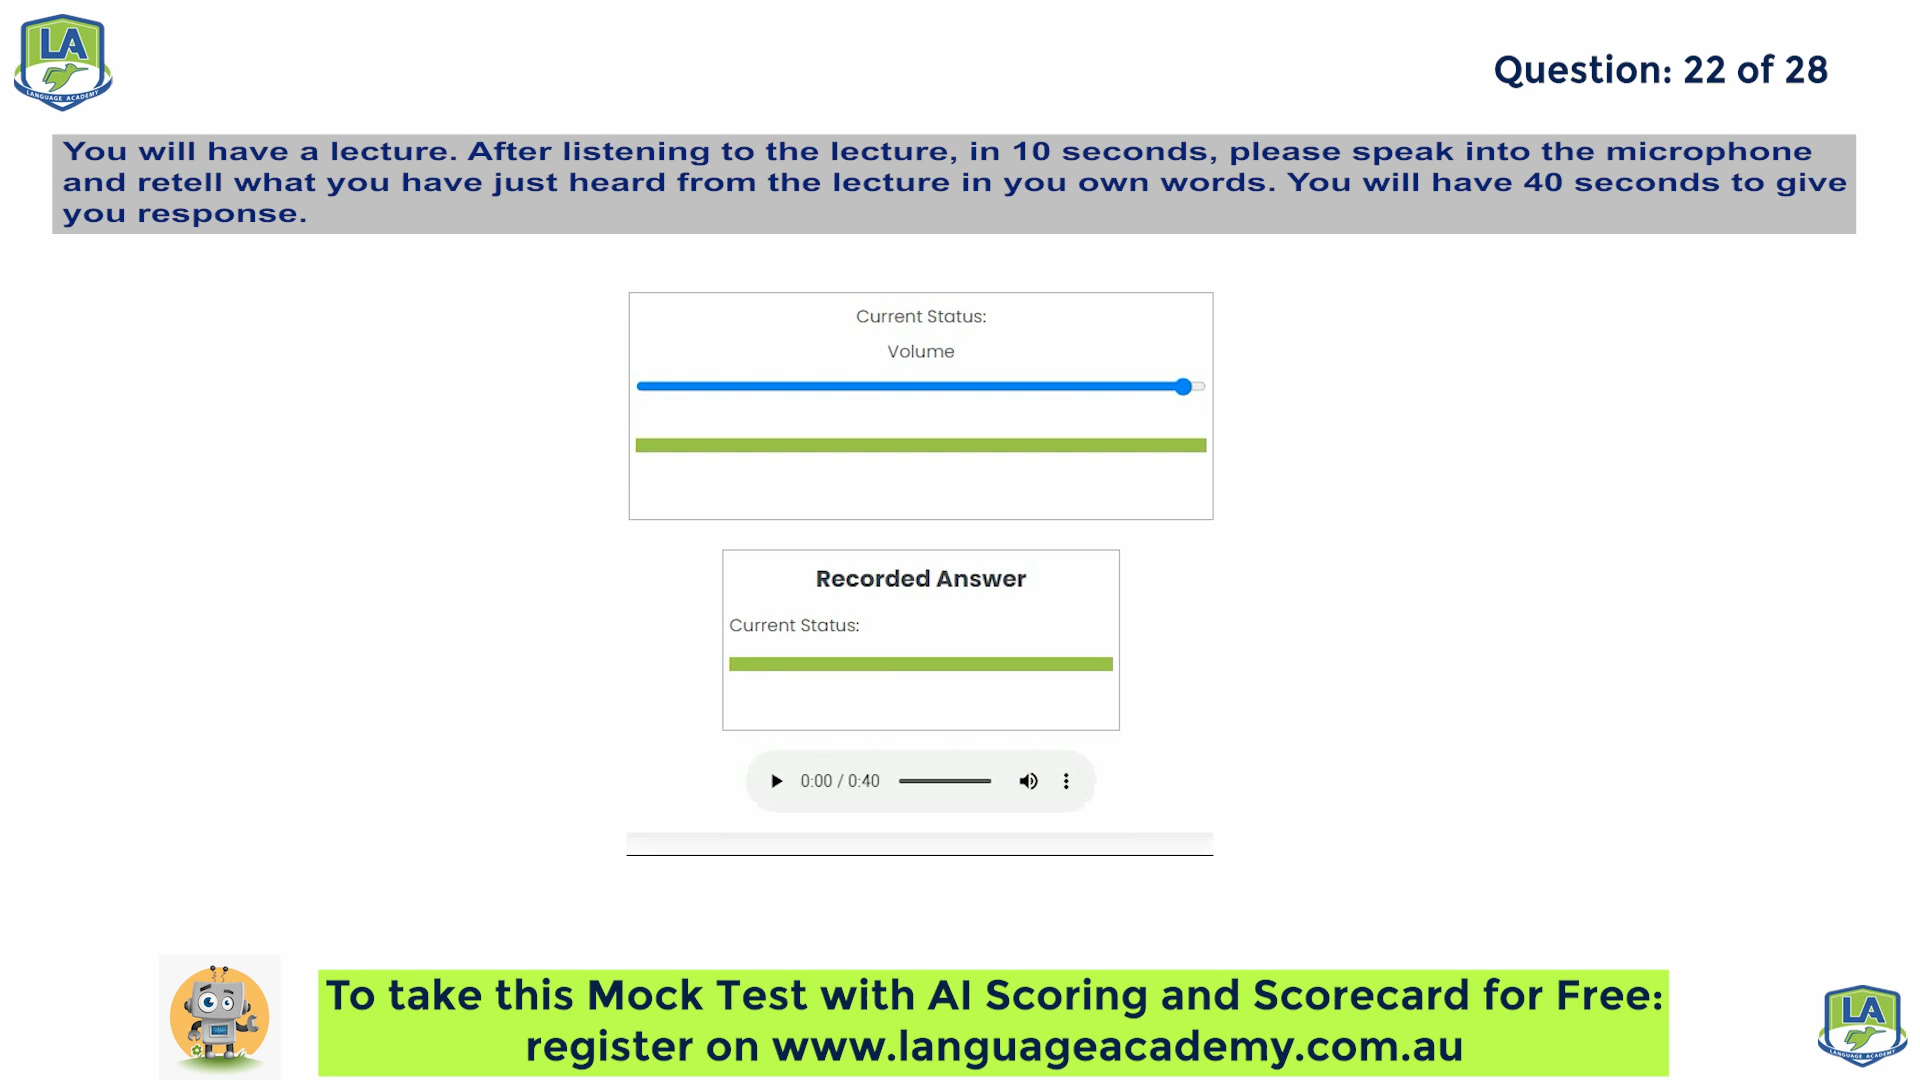 LA
LANGUAGE ACADEMY
Question: 22 of 28
You will have a lecture. After listening to the lecture, in 10 seconds, please speak into the microphone
and retell what you have just heard from the lecture in you own words. You will have 40 seconds to give
you response.
Current Status:
Volume
Recorded Answer
Current Status:
0:00 / 0:40
To take this Mock Test with AI Scoring and Scorecard for Free:
register on www.languageacademy.com.au
LA
LANGUAGE ACADEMY